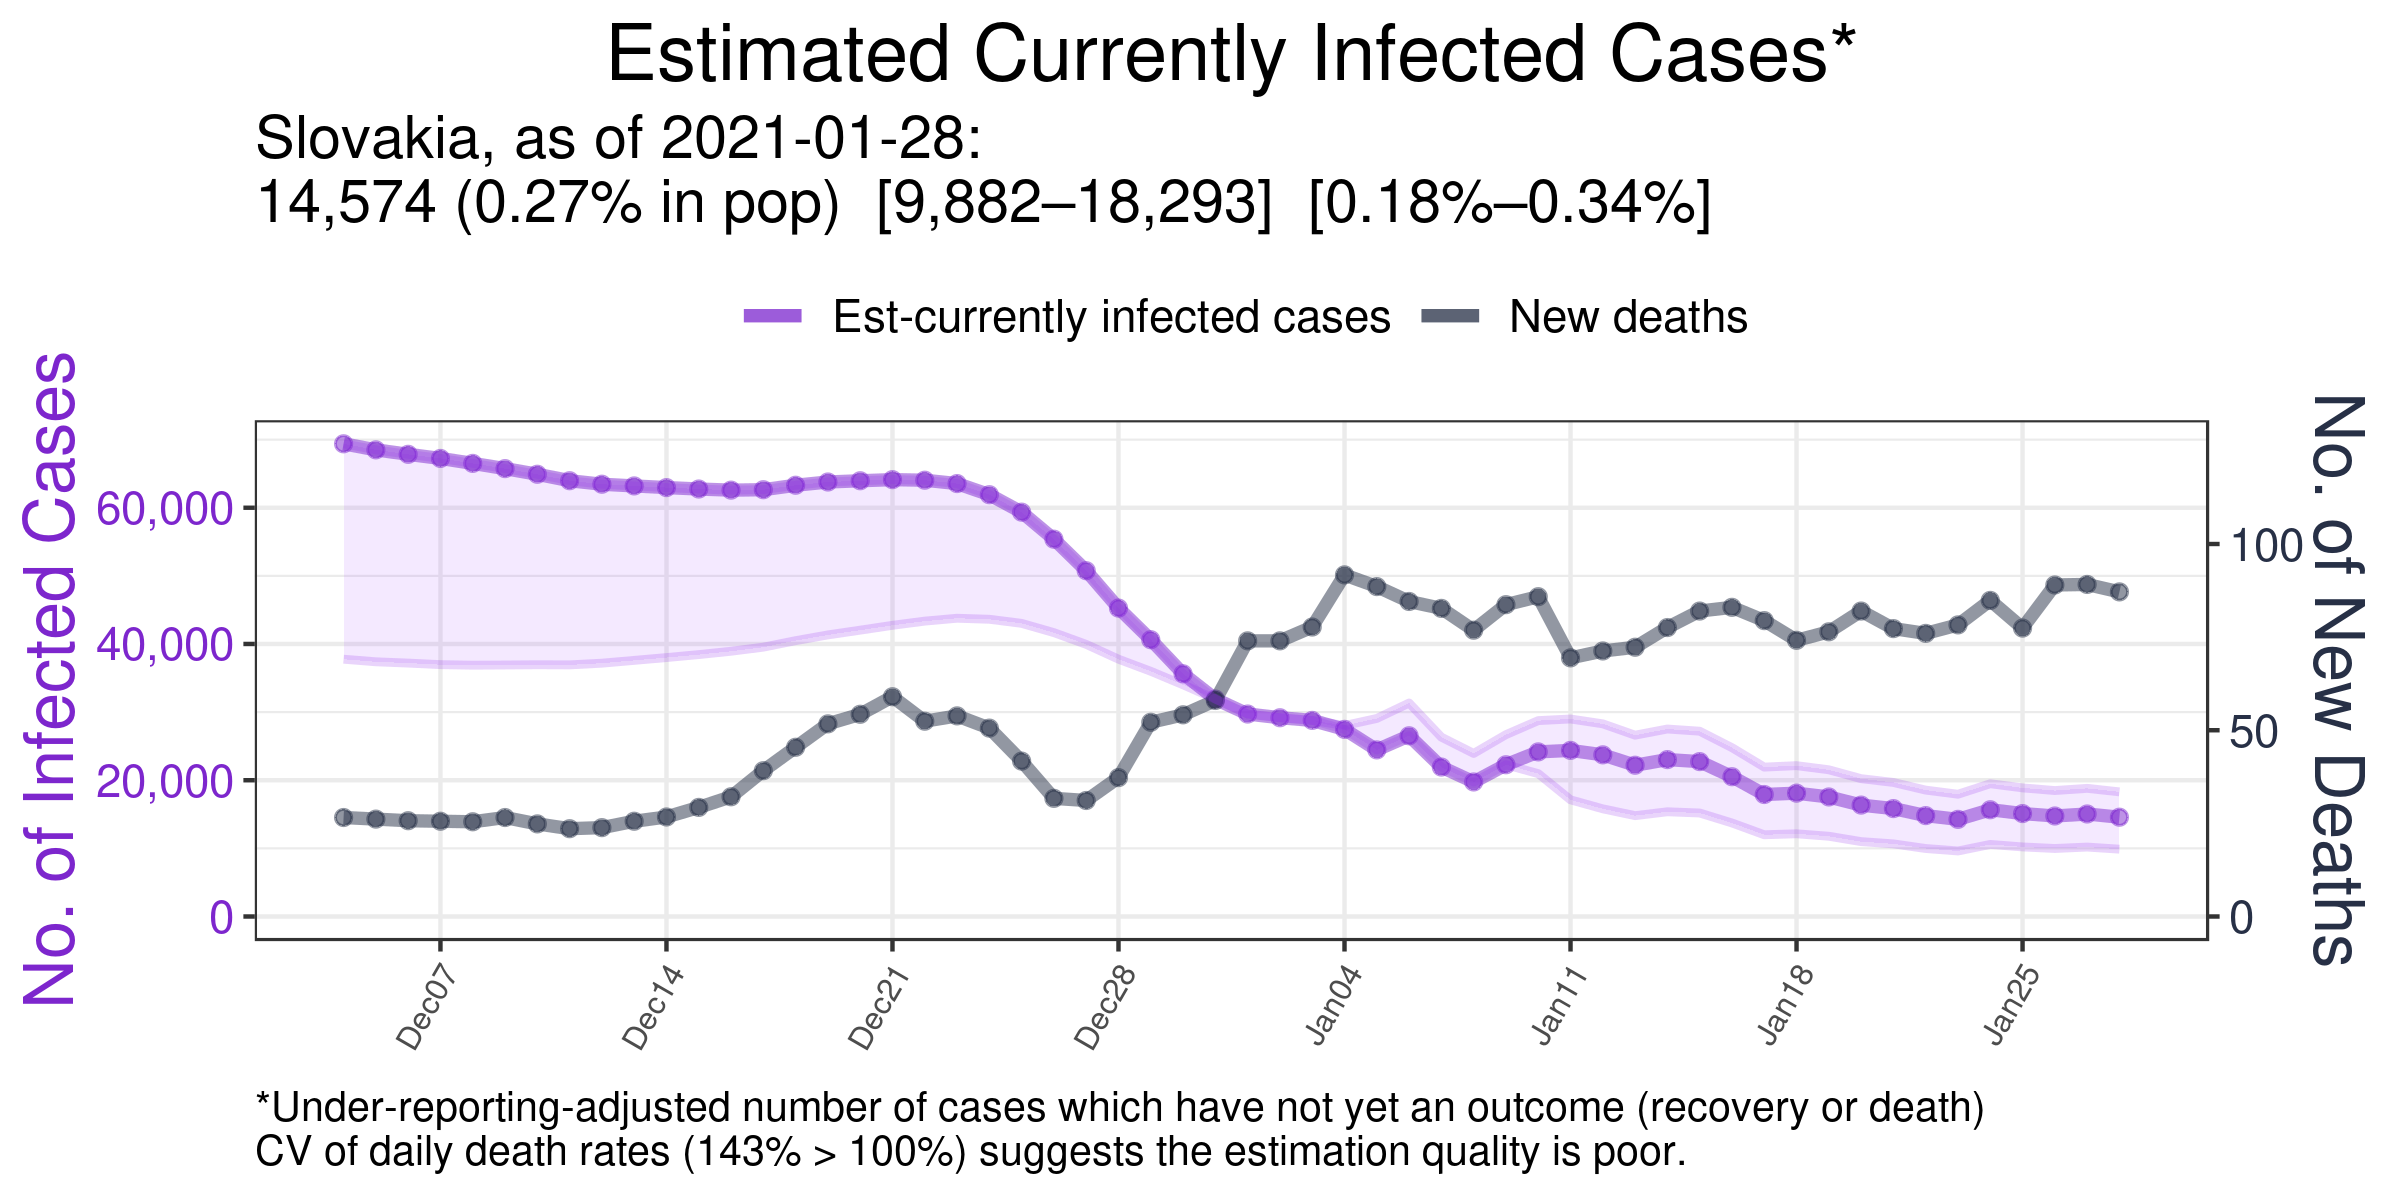 Estimated Currently Infected Cases*
Slovakia, as of 2021-01-28:
14,574 (0.27% in pop)  [9,882–18,293]  [0.18%–0.34%]
Est-currently infected cases
New deaths
No. of Infected Cases
60,000
40,000
20,000
0
100
50
0
No. of New Deaths
Dec07
Dec14
Dec21
Dec28
Jan04
Jan11
Jan18
Jan25
*Under-reporting-adjusted number of cases which have not yet an outcome (recovery or death)
CV of daily death rates (143% > 100%) suggests the estimation quality is poor.